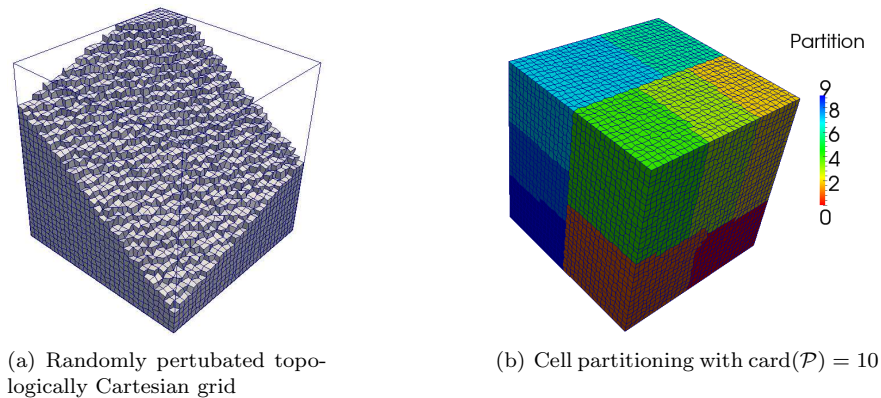 Partition
9
8
6
4
2
0
(a) Randomly pertubated topo-
logically Cartesian grid
(b) Cell partitioning with card(𝒫) = 10